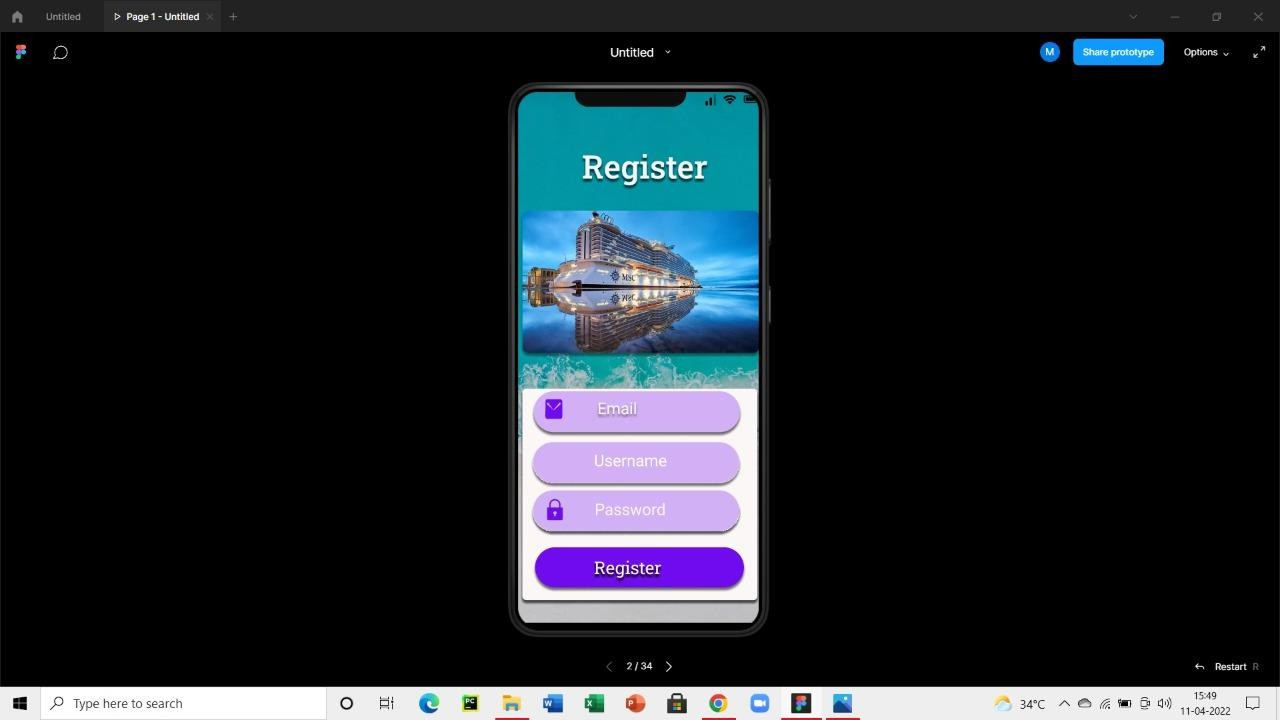 Untitled
Page 1 - Untitled
Untitled
M
Share prototype
Options
Register
MSC
Email
Username
Password
Register
2 / 34
Restart R
Type here to search
34°C
15:49
11-04-2022